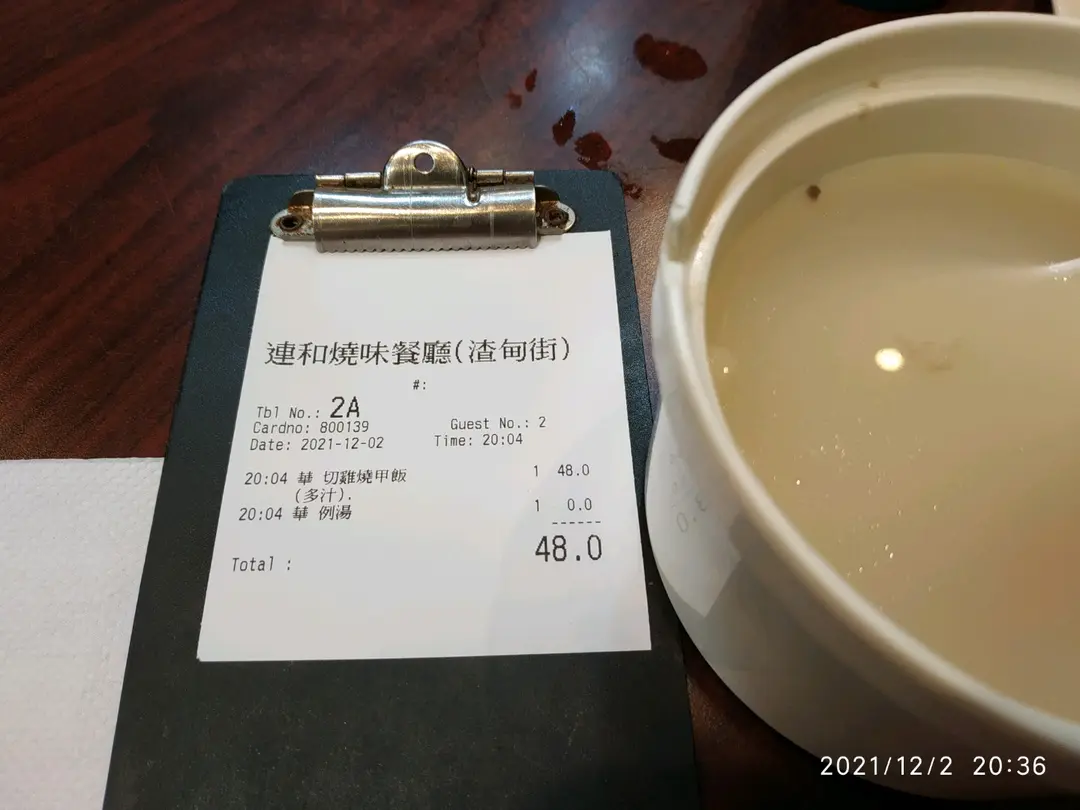 連和燒味餐廳(渣甸街)
#:
Tbl No.: 2A
Cardno: 800139 Guest No.: 2
Date: 2021-12-02 Time: 20:04
20:04 華 切雞燒甲飯 1 48.0
(多汁).
20:04 華 例湯 1 0.0
------
Total : 48.0
2021/12/2 20:36